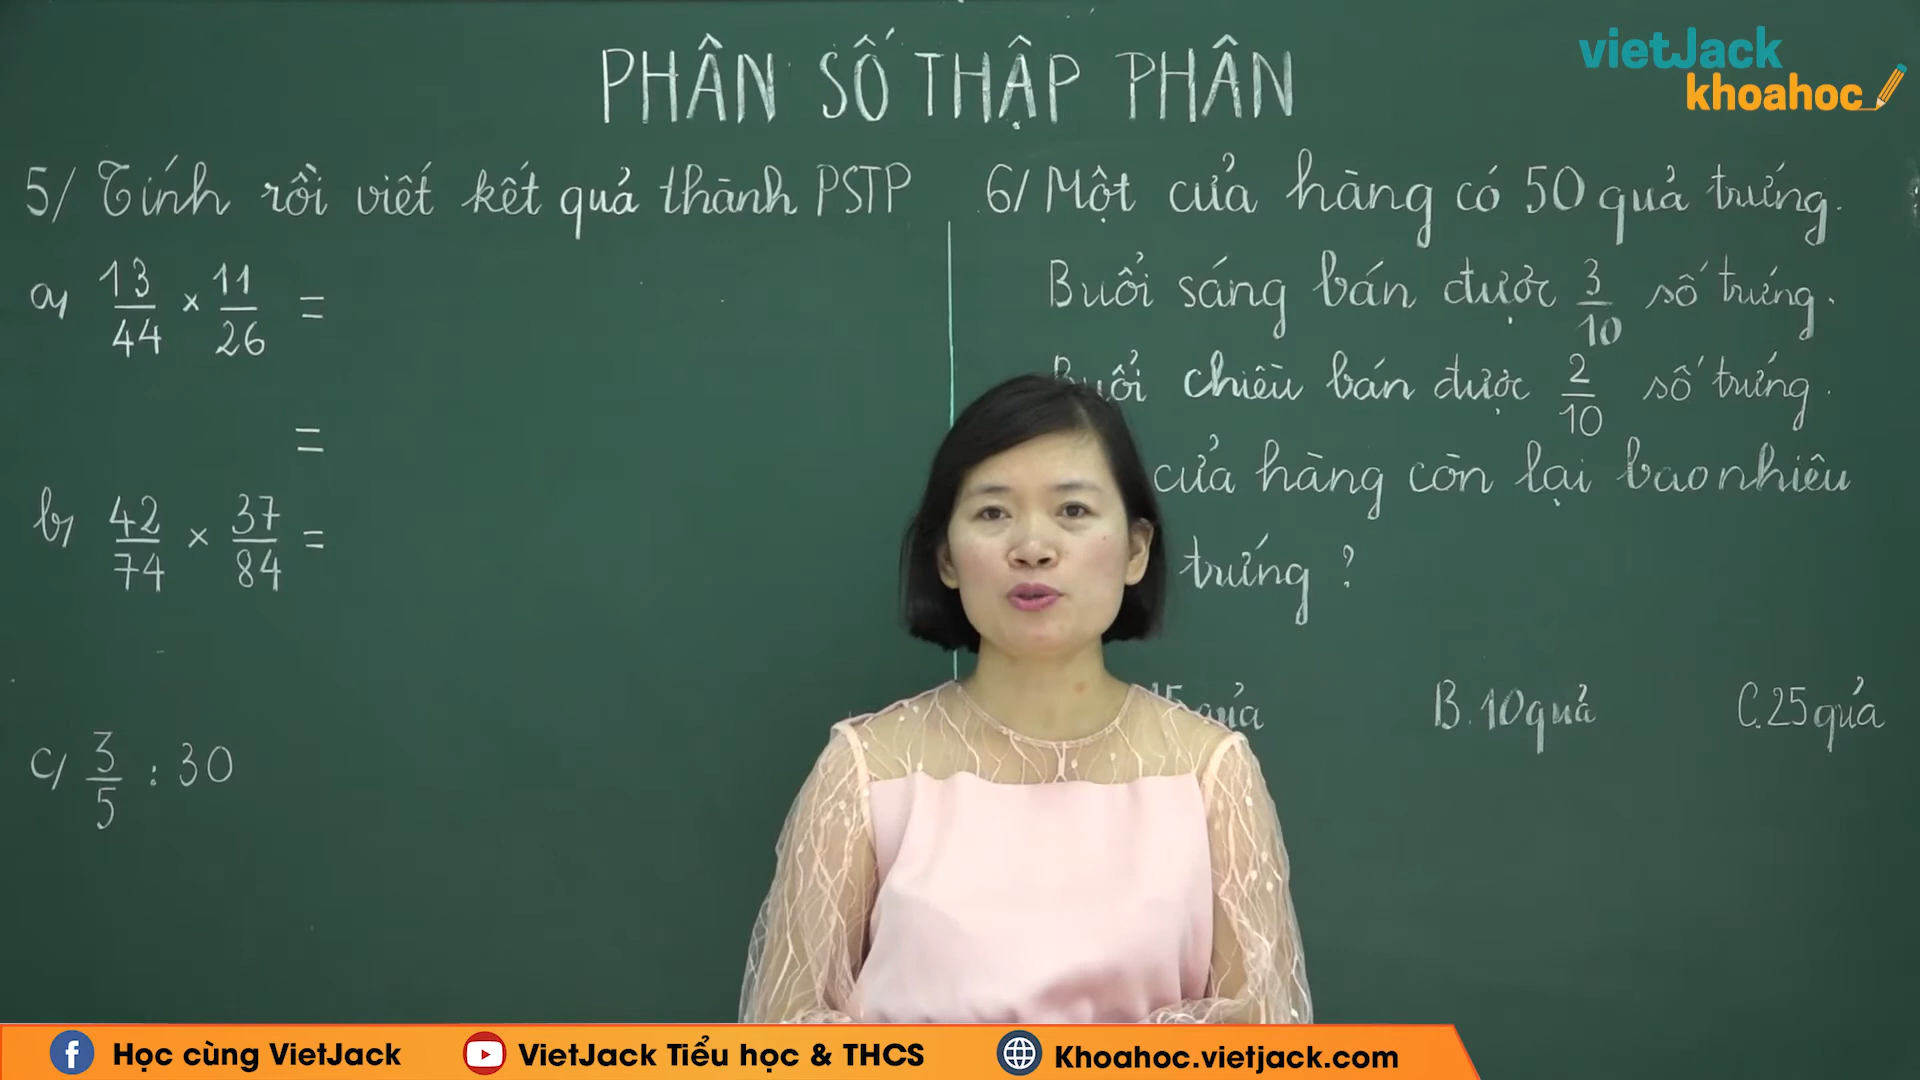 PHÂN SỐ THẬP PHÂN
vietJack
khoahoc
5/ Tính rồi viết kết quả thành PSTP
a, 13/44 × 11/26 =
=
b, 42/74 × 37/84 =
c/ 3/5 : 30
6/ Một cửa hàng có 50 quả trứng.
Buổi sáng bán được 3/10 số trứng.
Buổi chiều bán được 2/10 số trứng.
cửa hàng còn lại bao nhiêu
trứng ?
15 quả B. 10 quả C. 25 quả
Học cùng VietJack
VietJack Tiểu học & THCS
Khoahoc.vietjack.com